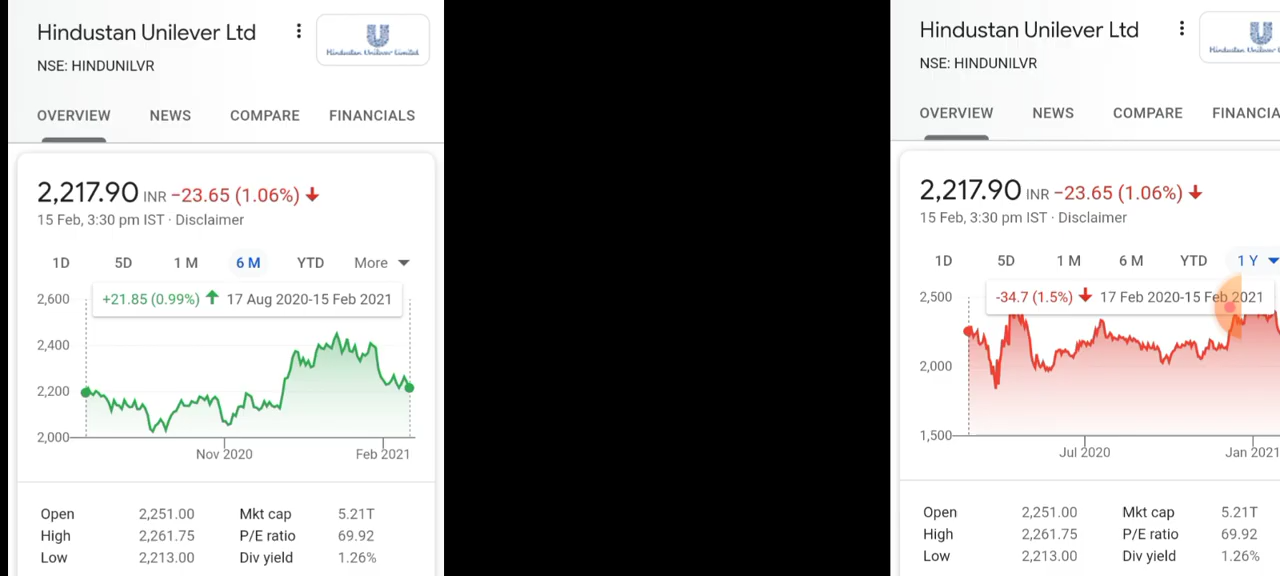 Hindustan Unilever Ltd
Hindustan Unilever Limited
NSE: HINDUNILVR
OVERVIEW NEWS COMPARE FINANCIALS
2,217.90 INR −23.65 (1.06%)
15 Feb, 3:30 pm IST · Disclaimer
1D 5D 1 M 6 M YTD More
+21.85 (0.99%) 17 Aug 2020-15 Feb 2021
2,600
2,400
2,200
2,000
Nov 2020 Feb 2021
Open 2,251.00 Mkt cap 5.21T
High 2,261.75 P/E ratio 69.92
Low 2,213.00 Div yield 1.26%
Hindustan Unilever Ltd
Hindustan Unilever
NSE: HINDUNILVR
OVERVIEW NEWS COMPARE FINANCIA
2,217.90 INR −23.65 (1.06%)
15 Feb, 3:30 pm IST · Disclaimer
1D 5D 1 M 6 M YTD 1 Y
-34.7 (1.5%) 17 Feb 2020-15 Feb 2021
2,500
2,000
1,500
Jul 2020 Jan 2021
Open 2,251.00 Mkt cap 5.21T
High 2,261.75 P/E ratio 69.92
Low 2,213.00 Div yield 1.26%